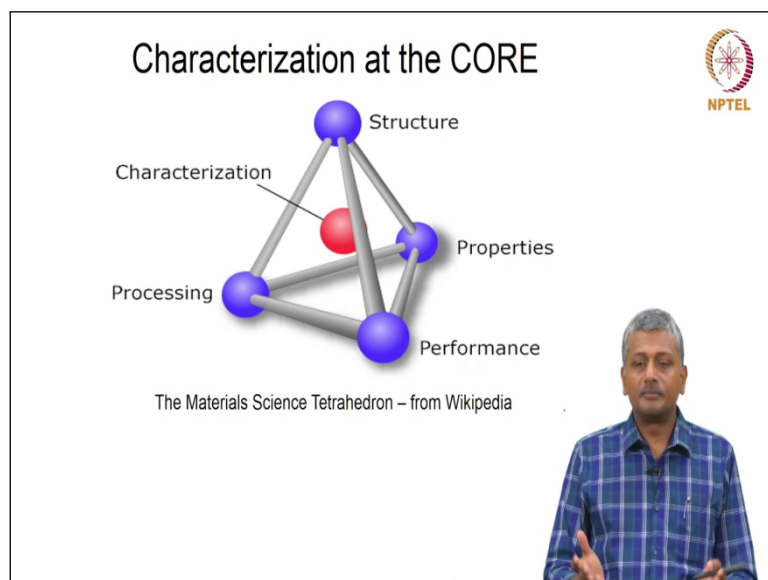 Characterization at the CORE
NPTEL
Structure
Characterization
Properties
Processing
Performance
The Materials Science Tetrahedron – from Wikipedia